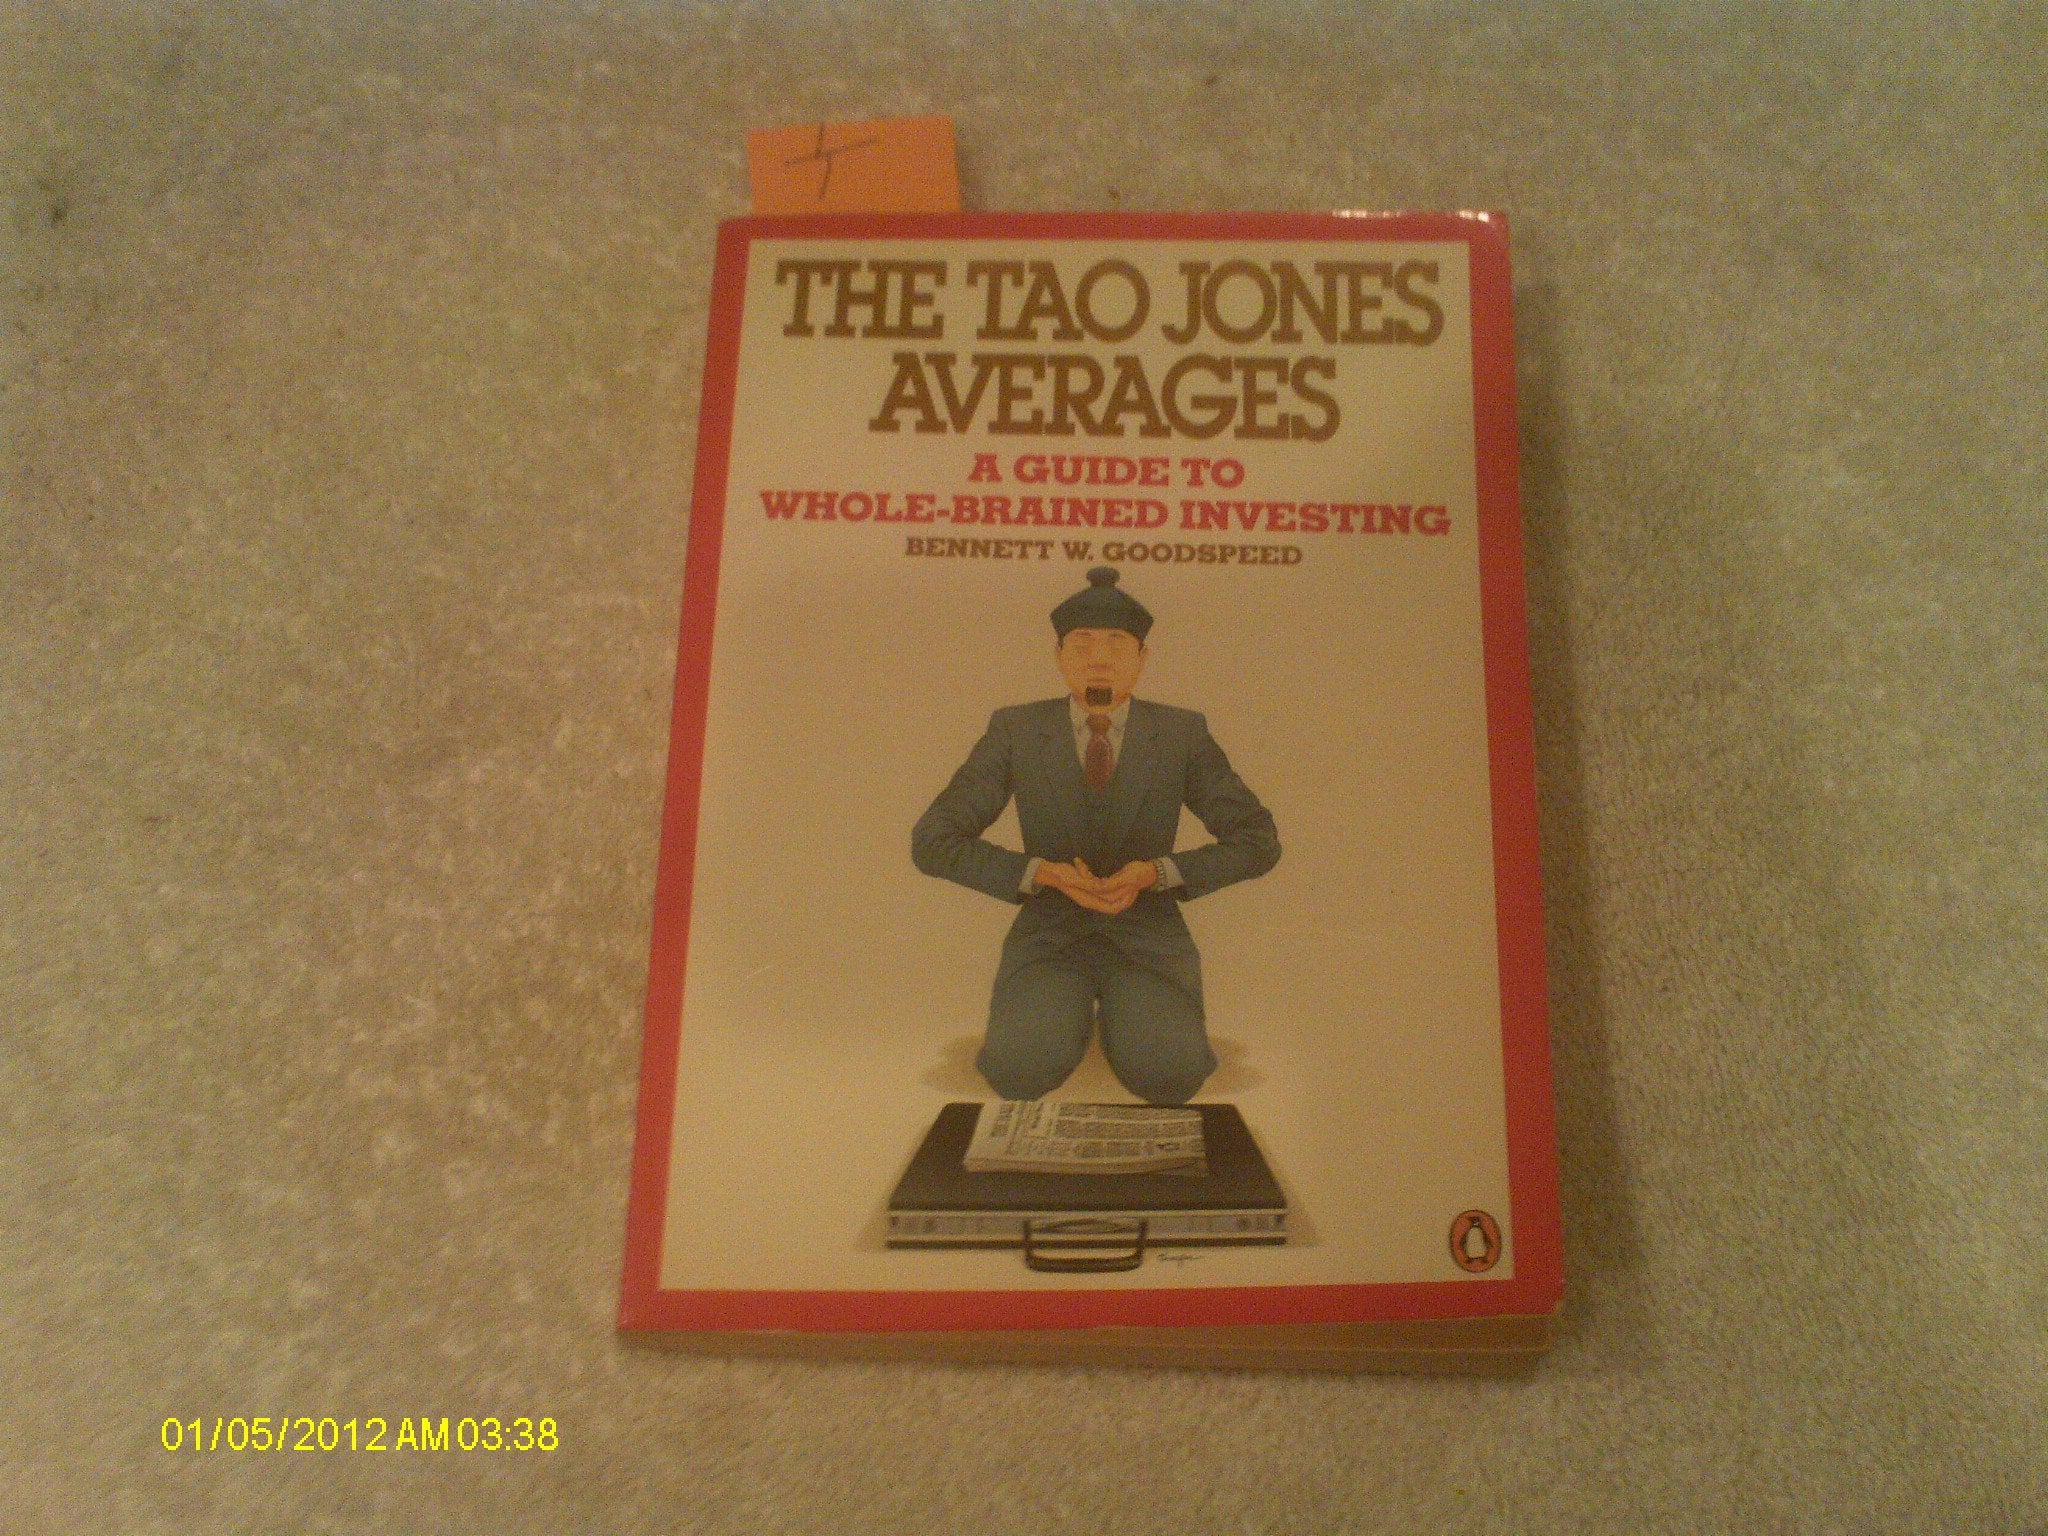 THE TAO JONES
AVERAGES
A GUIDE TO
WHOLE-BRAINED INVESTING
BENNETT W. GOODSPEED
01/05/2012 AM 03:38